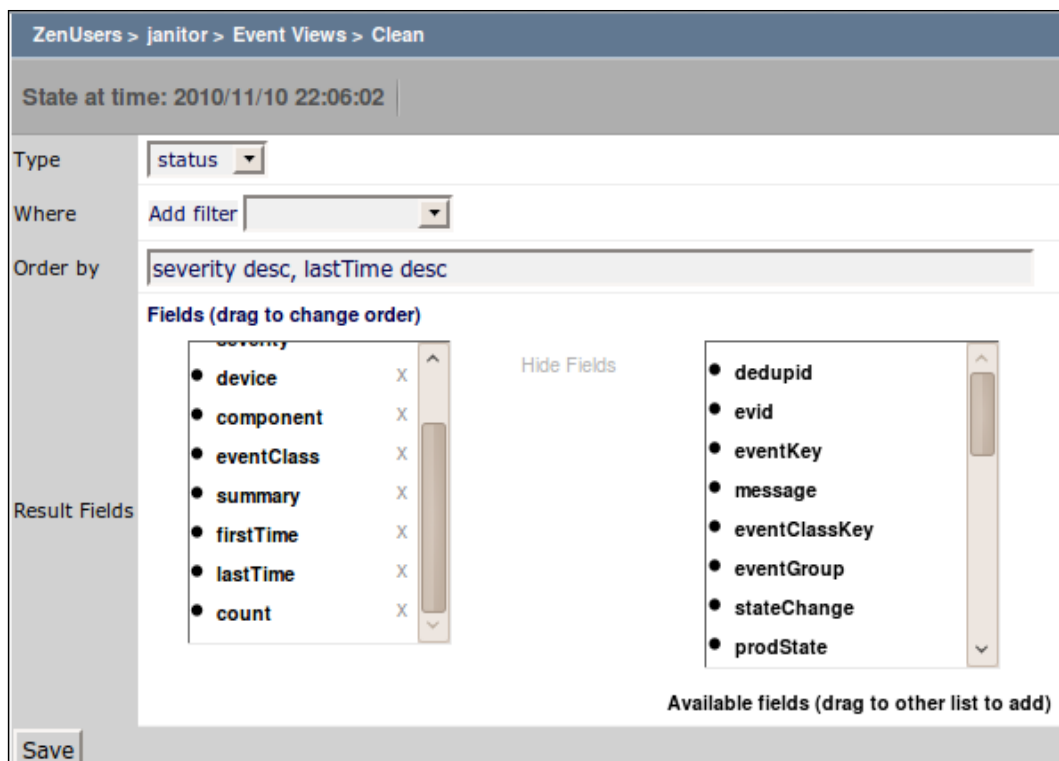 ZenUsers > janitor > Event Views > Clean
State at time: 2010/11/10 22:06:02
Type status
Where Add filter
Order by severity desc, lastTime desc
Fields (drag to change order)
severity
device X
component X
eventClass X
summary X
firstTime X
lastTime X
count X
Hide Fields
dedupid
evid
eventKey
message
eventClassKey
eventGroup
stateChange
prodState
Result Fields
Available fields (drag to other list to add)
Save